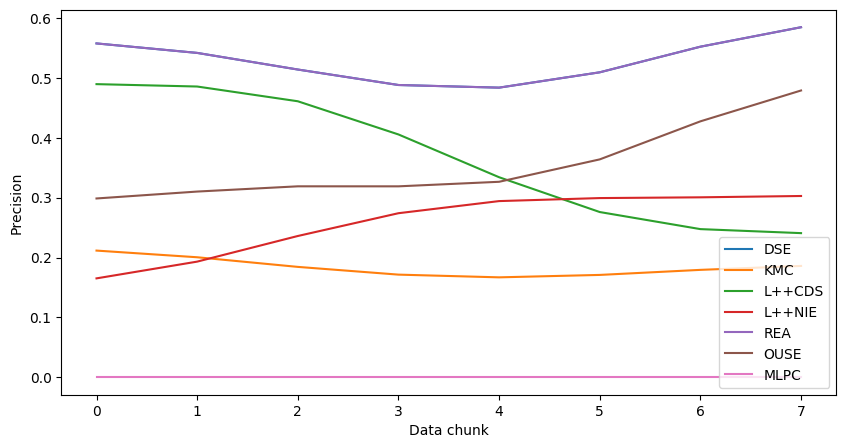 0.6
0.5
0.4
0.3
0.2
0.1
0.0
Precision
0 1 2 3 4 5 6 7
Data chunk
DSE
KMC
L++CDS
L++NIE
REA
OUSE
MLPC